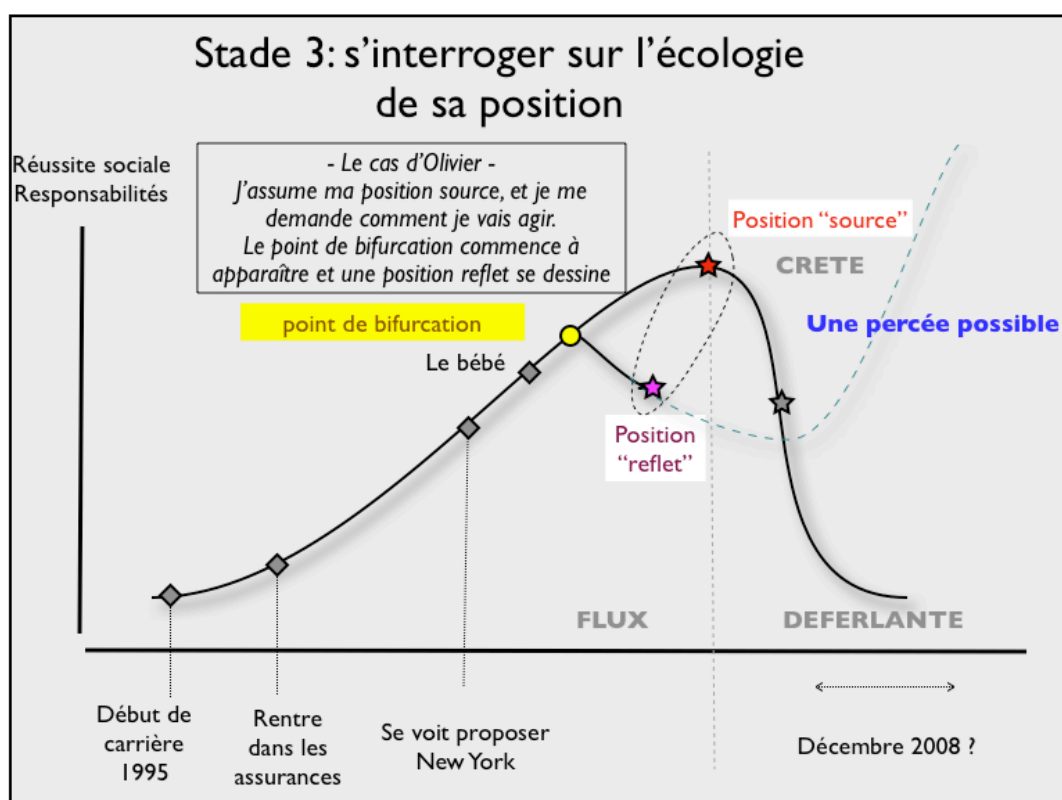 Stade 3: s’interroger sur l’écologie
de sa position
Réussite sociale
Responsabilités
- Le cas d’Olivier -
J’assume ma position source, et je me
demande comment je vais agir.
Le point de bifurcation commence à
apparaître et une position reflet se dessine
Position “source”
CRETE
point de bifurcation
Une percée possible
Le bébé
Position
“reflet”
FLUX
DEFERLANTE
Début de
carrière
1995
Rentre
dans les
assurances
Se voit proposer
New York
Décembre 2008 ?